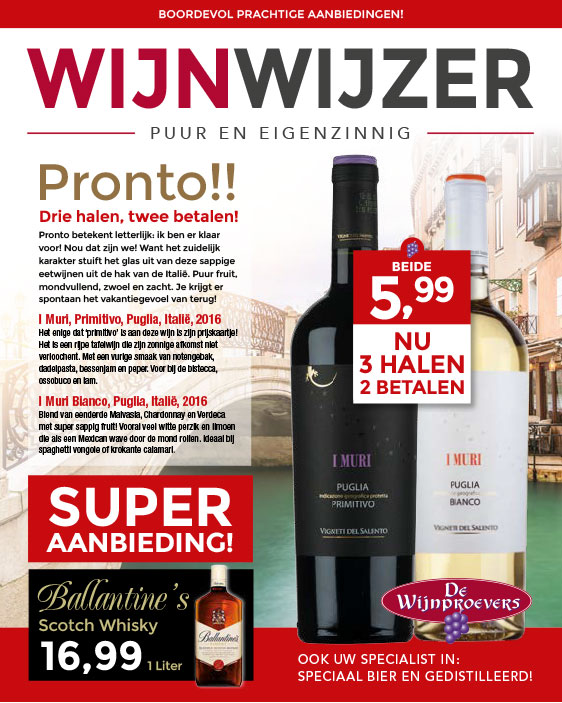 BOORDEVOL PRACHTIGE AANBIEDINGEN!
WIJNWIJZER
PUUR EN EIGENZINNIG
Pronto!!
Drie halen, twee betalen!
Pronto betekent letterlijk: ik ben er klaar
voor! Nou dat zijn we! Want het zuidelijk
karakter stuift het glas uit van deze sappige
eetwijnen uit de hak van de Italië. Puur fruit,
mondvullend, zwoel en zacht. Je krijgt er
spontaan het vakantiegevoel van terug!
I Muri, Primitivo, Puglia, Italië, 2016
Het enige dat 'primitivo' is aan deze wijn is zijn prijskaartje!
Het is een rijpe tafelwijn die zijn zonnige afkomst niet
verloochent. Met een vurige smaak van notengebak,
dadelpasta, bessenjam en peper. Voor bij de bistecca,
ossobuco en lam.
I Muri Bianco, Puglia, Italië, 2016
Blend van eenderde Malvasia, Chardonnay en Verdeca
met super sappig fruit! Vooral veel witte perzik en limoen
die als een Mexican wave door de mond rollen. Ideaal bij
spaghetti vongole of krokante calamari.
BEIDE
5,99
NU
3 HALEN
2 BETALEN
VIGNETI DEL SALENTO
I MURI
PUGLIA
indicazione geografica protetta
PRIMITIVO
VIGNETI DEL SALENTO
I MURI
PUGLIA
BIANCO
VIGNETI DEL SALENTO
SUPER
AANBIEDING!
Ballantine's
Scotch Whisky
16,99 1 Liter
Ballantine's
De
Wijnproevers
OOK UW SPECIALIST IN:
SPECIAAL BIER EN GEDISTILLEERD!